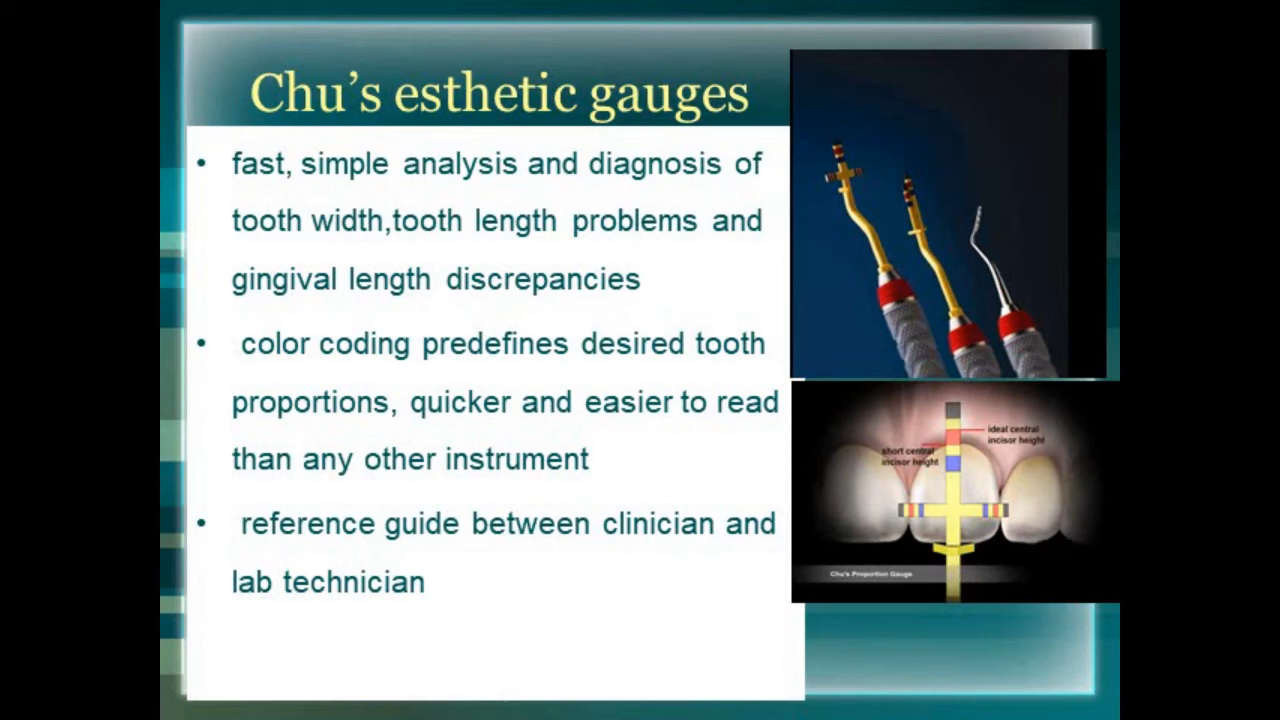 Chu's esthetic gauges
• fast, simple analysis and diagnosis of
tooth width,tooth length problems and
gingival length discrepancies
• color coding predefines desired tooth
proportions, quicker and easier to read
than any other instrument
• reference guide between clinician and
lab technician
ideal central
incisor height
short central
incisor height
Chu's Proportion Gauge